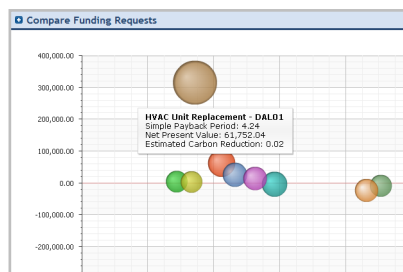 Compare Funding Requests
400,000.00
300,000.00
HVAC Unit Replacement - DAL01
Simple Payback Period: 4.24
Net Present Value: 61,752.04
Estimated Carbon Reduction: 0.02
200,000.00
100,000.00
0.00
-100,000.00
-200,000.00